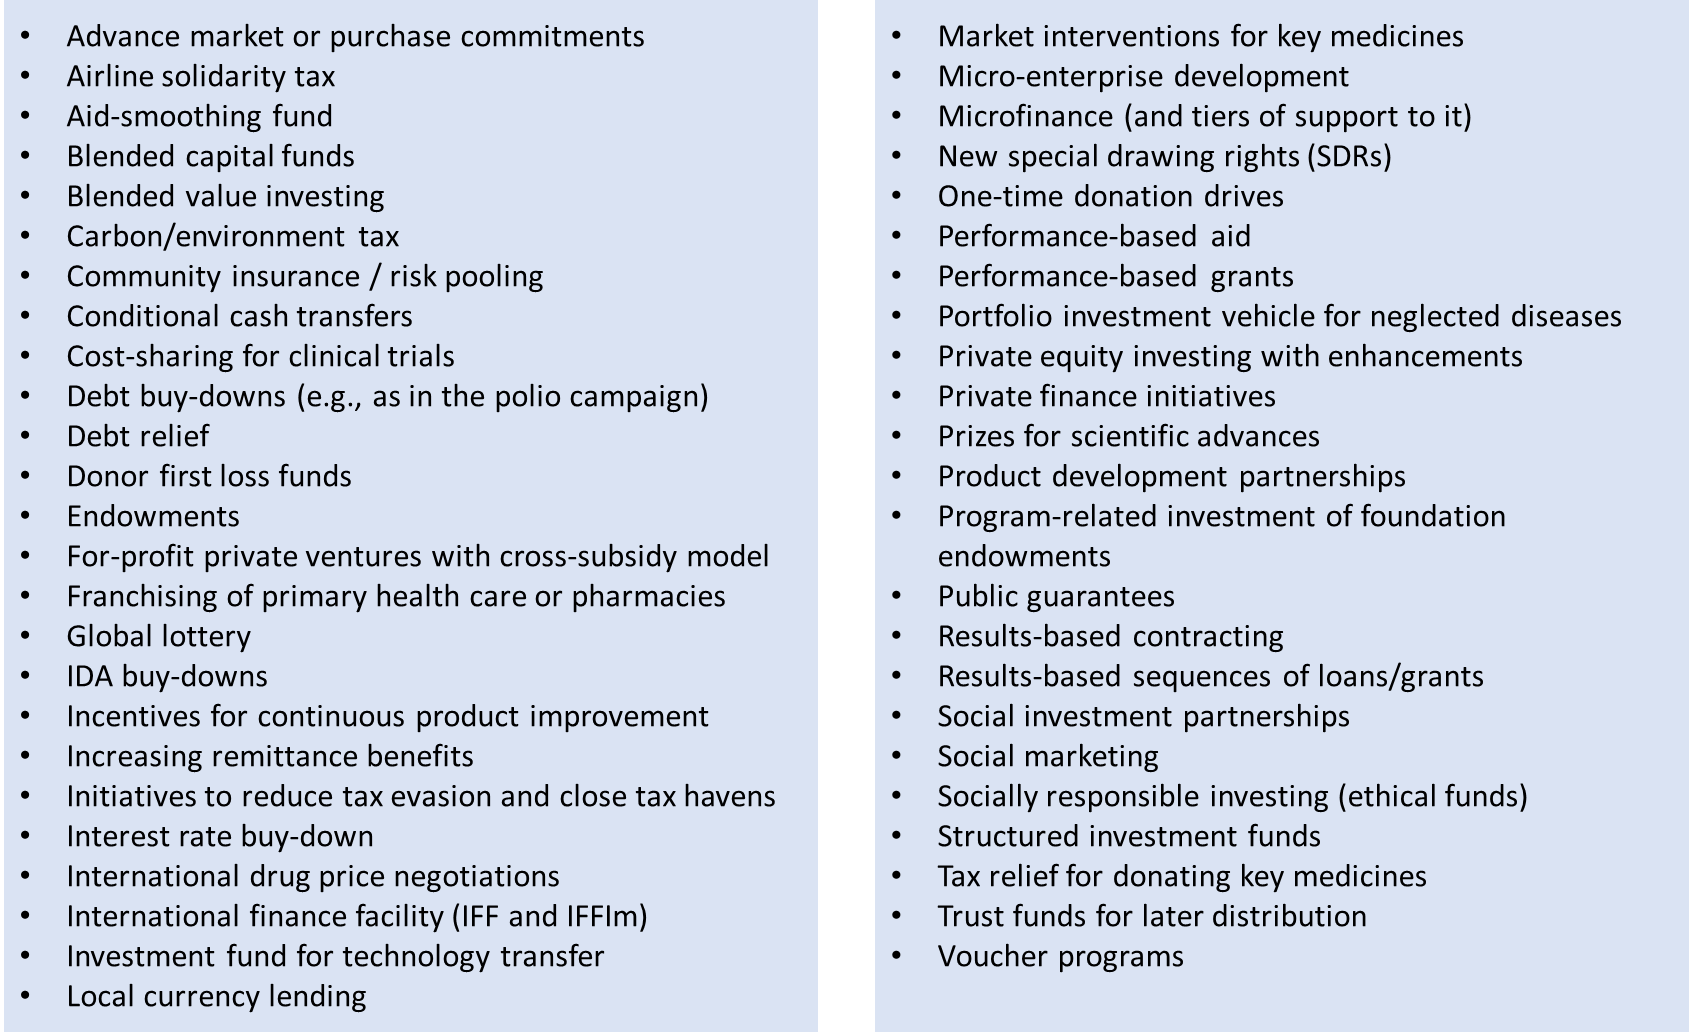 • Advance market or purchase commitments
• Airline solidarity tax
• Aid-smoothing fund
• Blended capital funds
• Blended value investing
• Carbon/environment tax
• Community insurance / risk pooling
• Conditional cash transfers
• Cost-sharing for clinical trials
• Debt buy-downs (e.g., as in the polio campaign)
• Debt relief
• Donor first loss funds
• Endowments
• For-profit private ventures with cross-subsidy model
• Franchising of primary health care or pharmacies
• Global lottery
• IDA buy-downs
• Incentives for continuous product improvement
• Increasing remittance benefits
• Initiatives to reduce tax evasion and close tax havens
• Interest rate buy-down
• International drug price negotiations
• International finance facility (IFF and IFFIm)
• Investment fund for technology transfer
• Local currency lending
• Market interventions for key medicines
• Micro-enterprise development
• Microfinance (and tiers of support to it)
• New special drawing rights (SDRs)
• One-time donation drives
• Performance-based aid
• Performance-based grants
• Portfolio investment vehicle for neglected diseases
• Private equity investing with enhancements
• Private finance initiatives
• Prizes for scientific advances
• Product development partnerships
• Program-related investment of foundation
endowments
• Public guarantees
• Results-based contracting
• Results-based sequences of loans/grants
• Social investment partnerships
• Social marketing
• Socially responsible investing (ethical funds)
• Structured investment funds
• Tax relief for donating key medicines
• Trust funds for later distribution
• Voucher programs